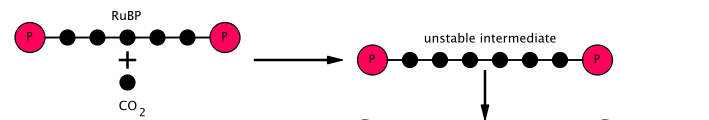 RuBP
P P
+
CO2
unstable intermediate
P P